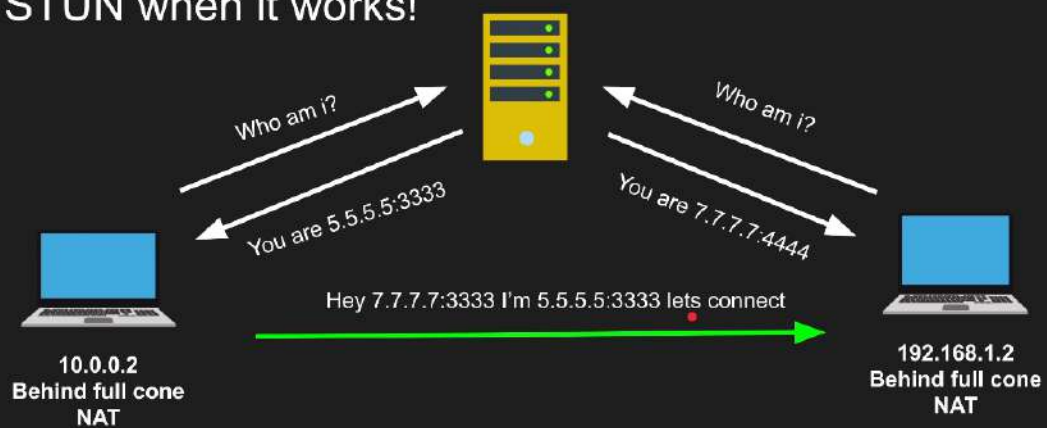 STUN when it works!
Who am i?
Who am i?
You are 5.5.5.5:3333
You are 7.7.7.7:4444
Hey 7.7.7.7:3333 I'm 5.5.5.5:3333 lets connect
10.0.0.2
Behind full cone
NAT
192.168.1.2
Behind full cone
NAT